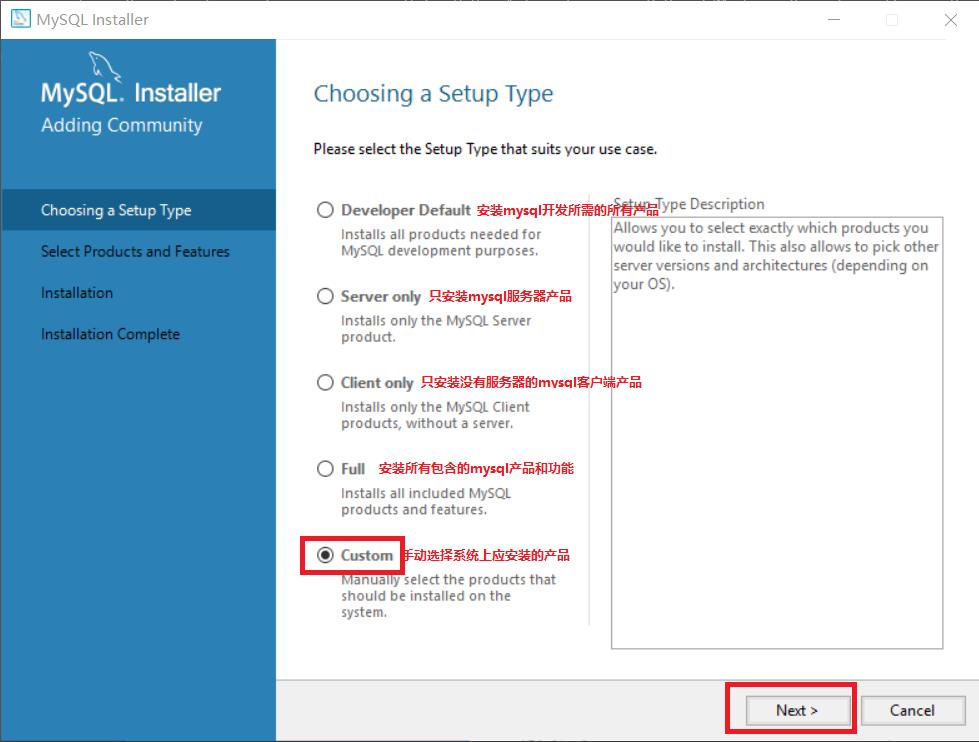 MySQL Installer
MySQL. Installer
Adding Community
Choosing a Setup Type
Select Products and Features
Installation
Installation Complete
Choosing a Setup Type
Please select the Setup Type that suits your use case.
Developer Default 安装mysql开发所需的所有产品
Installs all products needed for
MySQL development purposes.
Server only 只安装mysql服务器产品
Installs only the MySQL Server
product.
Client only 只安装没有服务器的mysql客户端产品
Installs only the MySQL Client
products, without a server.
Full 安装所有包含的mysql产品和功能
Installs all included MySQL
products and features.
Custom 手动选择系统上应安装的产品
Manually select the products that
should be installed on the
system.
Setup Type Description
Allows you to select exactly which products you
would like to install. This also allows to pick other
server versions and architectures (depending on
your OS).
Next >
Cancel